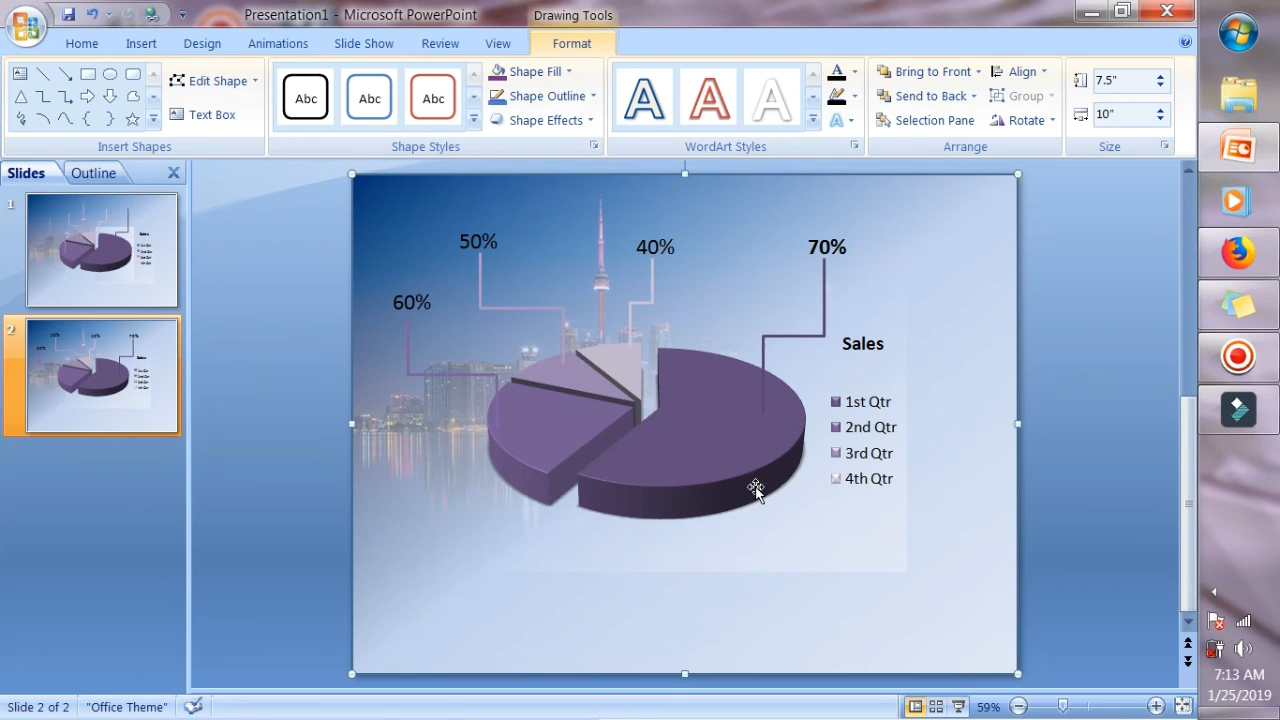 Presentation1 - Microsoft PowerPoint
Drawing Tools
Home
Insert
Design
Animations
Slide Show
Review
View
Format
Edit Shape
Text Box
Insert Shapes
Abc
Abc
Abc
Shape Fill
Shape Outline
Shape Effects
Shape Styles
A
A
A
A
A
WordArt Styles
Bring to Front
Send to Back
Selection Pane
Align
Group
Rotate
Arrange
7.5"
10"
Size
Slides
Outline
1
2
50%
40%
70%
60%
Sales
1st Qtr
2nd Qtr
3rd Qtr
4th Qtr
Slide 2 of 2
"Office Theme"
59%
7:13 AM
1/25/2019